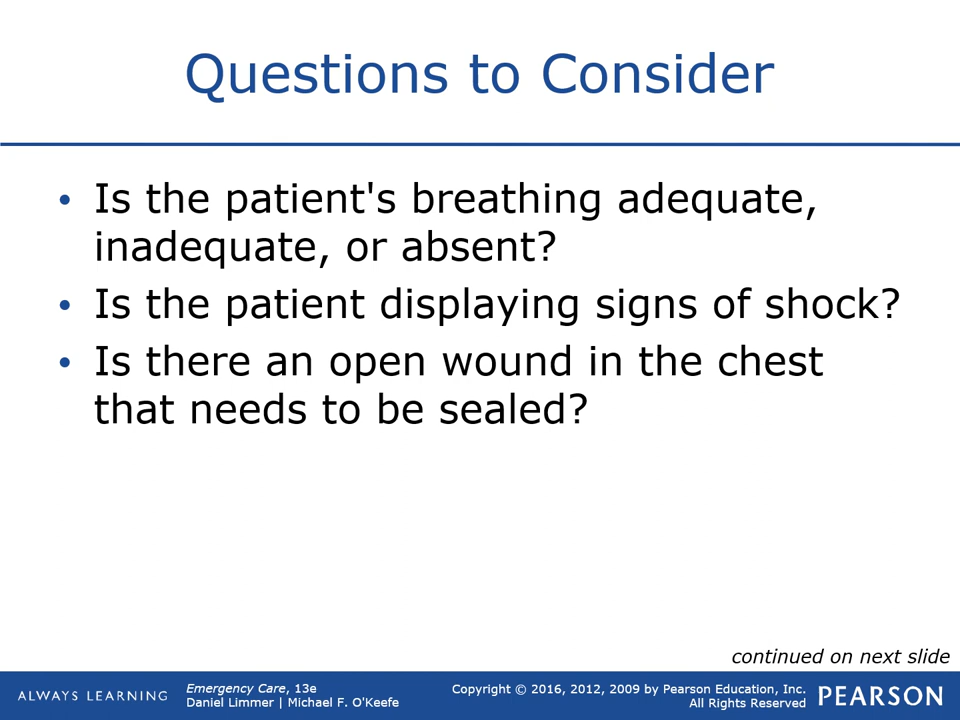 Questions to Consider
• Is the patient's breathing adequate,
inadequate, or absent?
• Is the patient displaying signs of shock?
• Is there an open wound in the chest
that needs to be sealed?
continued on next slide
ALWAYS LEARNING
Emergency Care, 13e
Daniel Limmer | Michael F. O'Keefe
Copyright © 2016, 2012, 2009 by Pearson Education, Inc.
All Rights Reserved
PEARSON